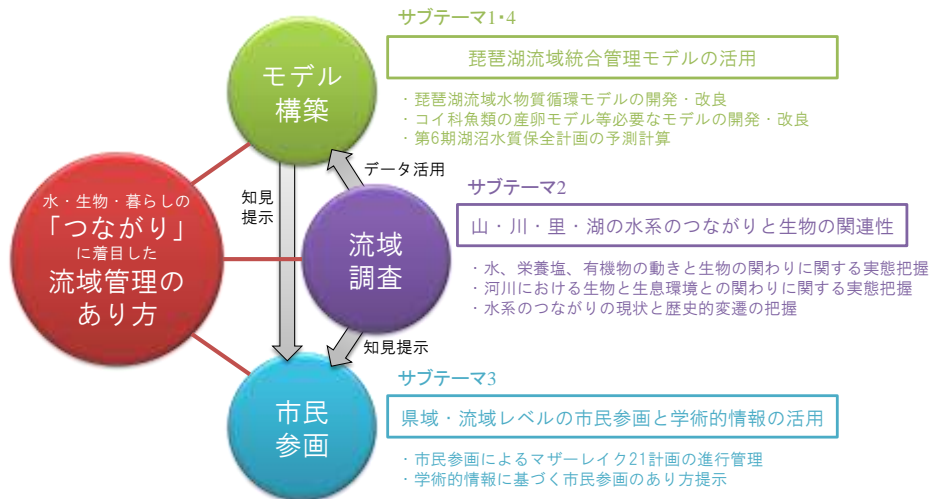 サブテーマ1・4
琵琶湖流域統合管理モデルの活用
・琵琶湖流域水物質循環モデルの開発・改良
・コイ科魚類の産卵モデル等必要なモデルの開発・改良
・第6期湖沼水質保全計画の予測計算
モデル
構築
データ活用
知見
提示
水・生物・暮らしの
「つながり」
に着目した
流域管理の
あり方
流域
調査
サブテーマ2
山・川・里・湖の水系のつながりと生物の関連性
・水、栄養塩、有機物の動きと生物の関わりに関する実態把握
・河川における生物と生息環境との関わりに関する実態把握
・水系のつながりの現状と歴史的変遷の把握
知見提示
市民
参画
サブテーマ3
県域・流域レベルの市民参画と学術的情報の活用
・市民参画によるマザーレイク21計画の進行管理
・学術的情報に基づく市民参画のあり方提示